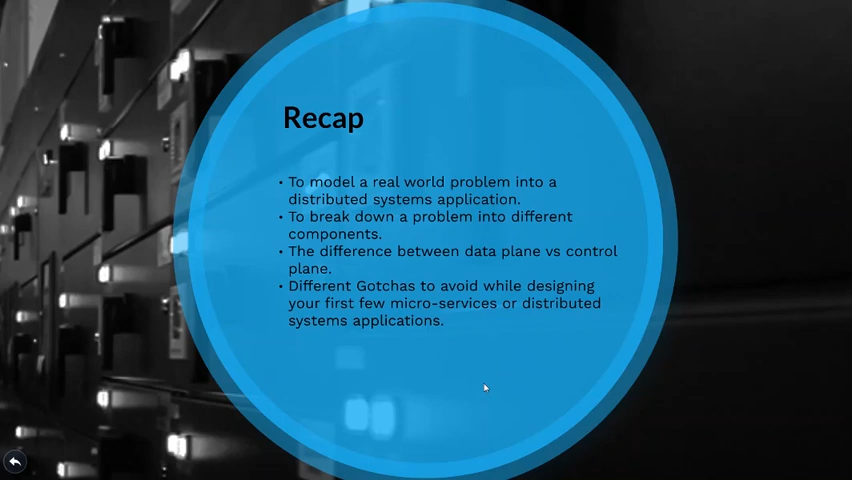 Recap
• To model a real world problem into a
distributed systems application.
• To break down a problem into different
components.
• The difference between data plane vs control
plane.
• Different Gotchas to avoid while designing
your first few micro-services or distributed
systems applications.